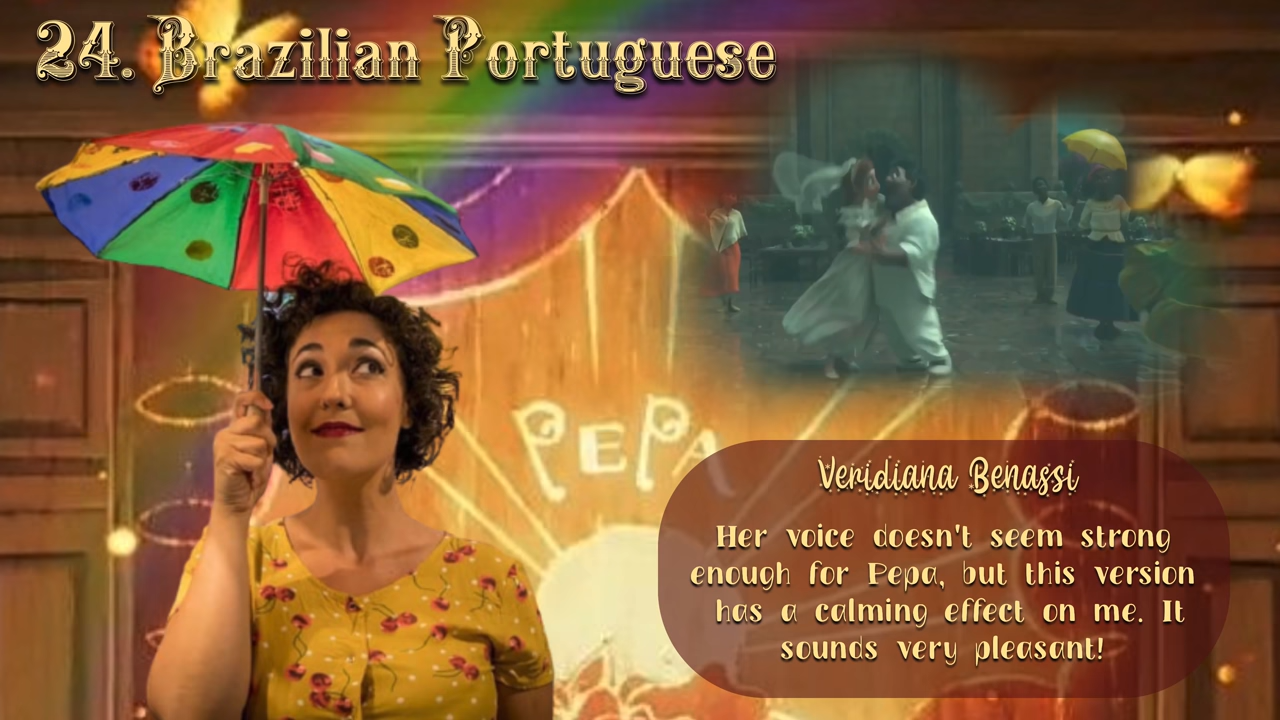 24. Brazilian Portuguese
PEPA
Veridiana Benassi
Her voice doesn't seem strong
enough for Pepa, but this version
has a calming effect on me. It
sounds very pleasant!